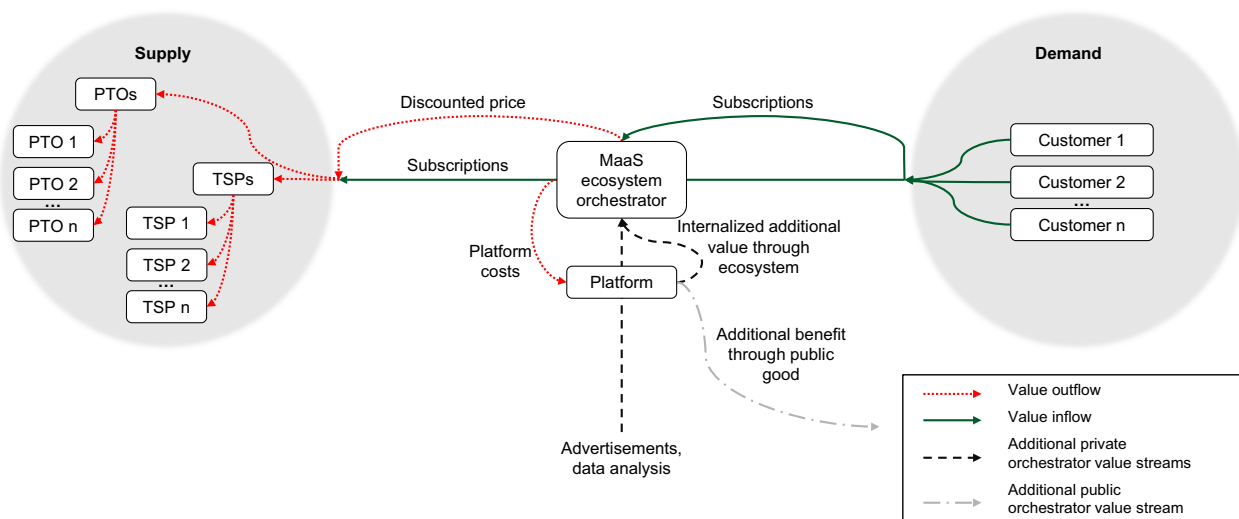 Supply
PTOs
PTO 1
PTO 2
...
PTO n
TSPs
TSP 1
TSP 2
...
TSP n
Discounted price
Subscriptions
Subscriptions
MaaS
ecosystem
orchestrator
Platform
costs
Internalized additional
value through
ecosystem
Platform
Additional benefit
through public
good
Advertisements,
data analysis
Demand
Customer 1
Customer 2
...
Customer n
Value outflow
Value inflow
Additional private
orchestrator value streams
Additional public
orchestrator value stream